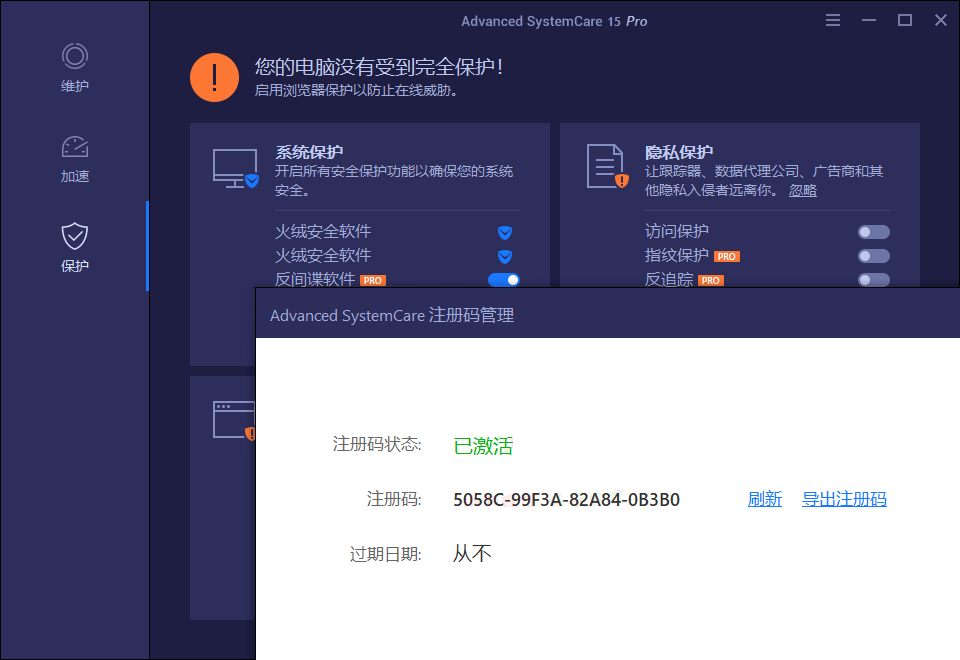 Advanced SystemCare 15 Pro
维护
加速
保护
您的电脑没有受到完全保护！
启用浏览器保护以防止在线威胁。
系统保护
开启所有安全保护功能以确保您的系统
安全。
火绒安全软件
火绒安全软件
反间谍软件 PRO
隐私保护
让跟踪器、数据代理公司、广告商和其
他隐私入侵者远离你。 忽略
访问保护
指纹保护 PRO
反追踪 PRO
Advanced SystemCare 注册码管理
注册码状态: 已激活
注册码: 5058C-99F3A-82A84-0B3B0 刷新 导出注册码
过期日期: 从不